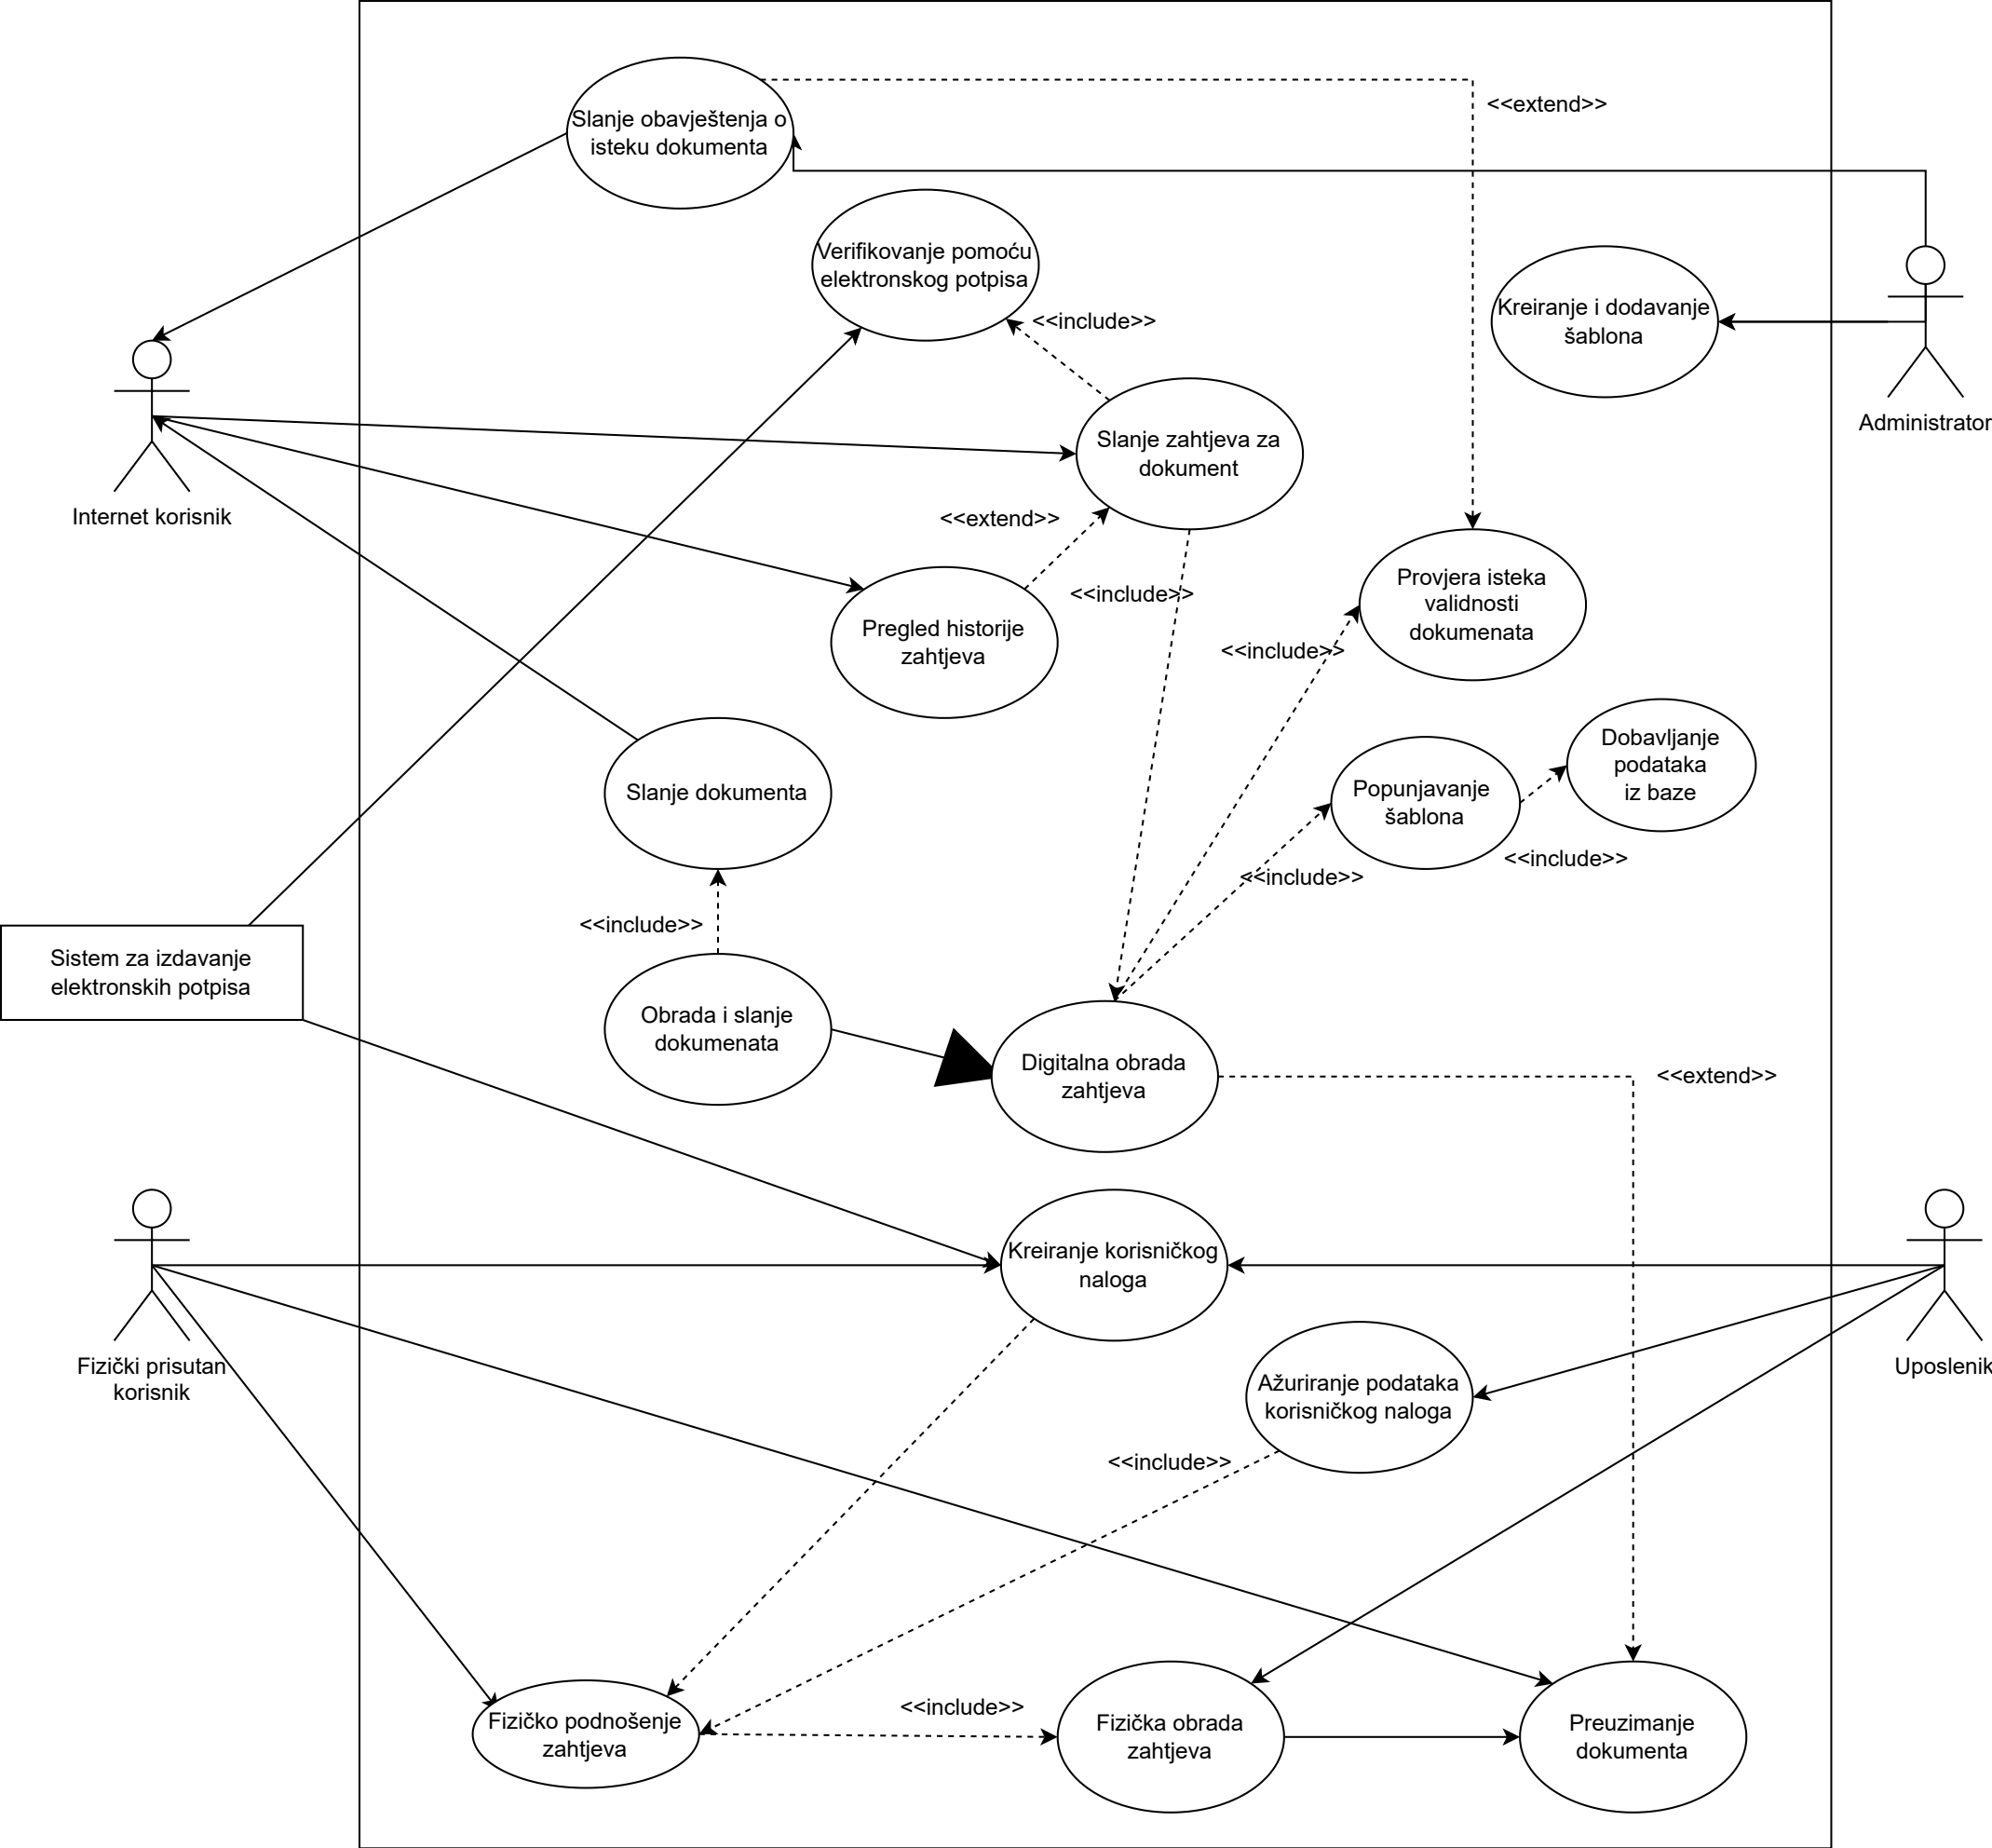 <<extend>>
Slanje obavještenja o
isteku dokumenta
Verifikovanje pomoću
elektronskog potpisa
<<include>>
Kreiranje i dodavanje
šablona
Administrator
Slanje zahtjeva za
dokument
Internet korisnik
<<extend>>
<<include>>
Provjera isteka
validnosti
dokumenata
Pregled historije
zahtjeva
<<include>>
Dobavljanje
podataka
iz baze
Slanje dokumenta
Popunjavanje
šablona
<<include>>
<<include>>
<<include>>
Sistem za izdavanje
elektronskih potpisa
Obrada i slanje
dokumenata
Digitalna obrada
zahtjeva
<<extend>>
Kreiranje korisničkog
naloga
Fizički prisutan
korisnik
Uposlenik
Ažuriranje podataka
korisničkog naloga
<<include>>
<<include>>
Fizičko podnošenje
zahtjeva
Fizička obrada
zahtjeva
Preuzimanje
dokumenta